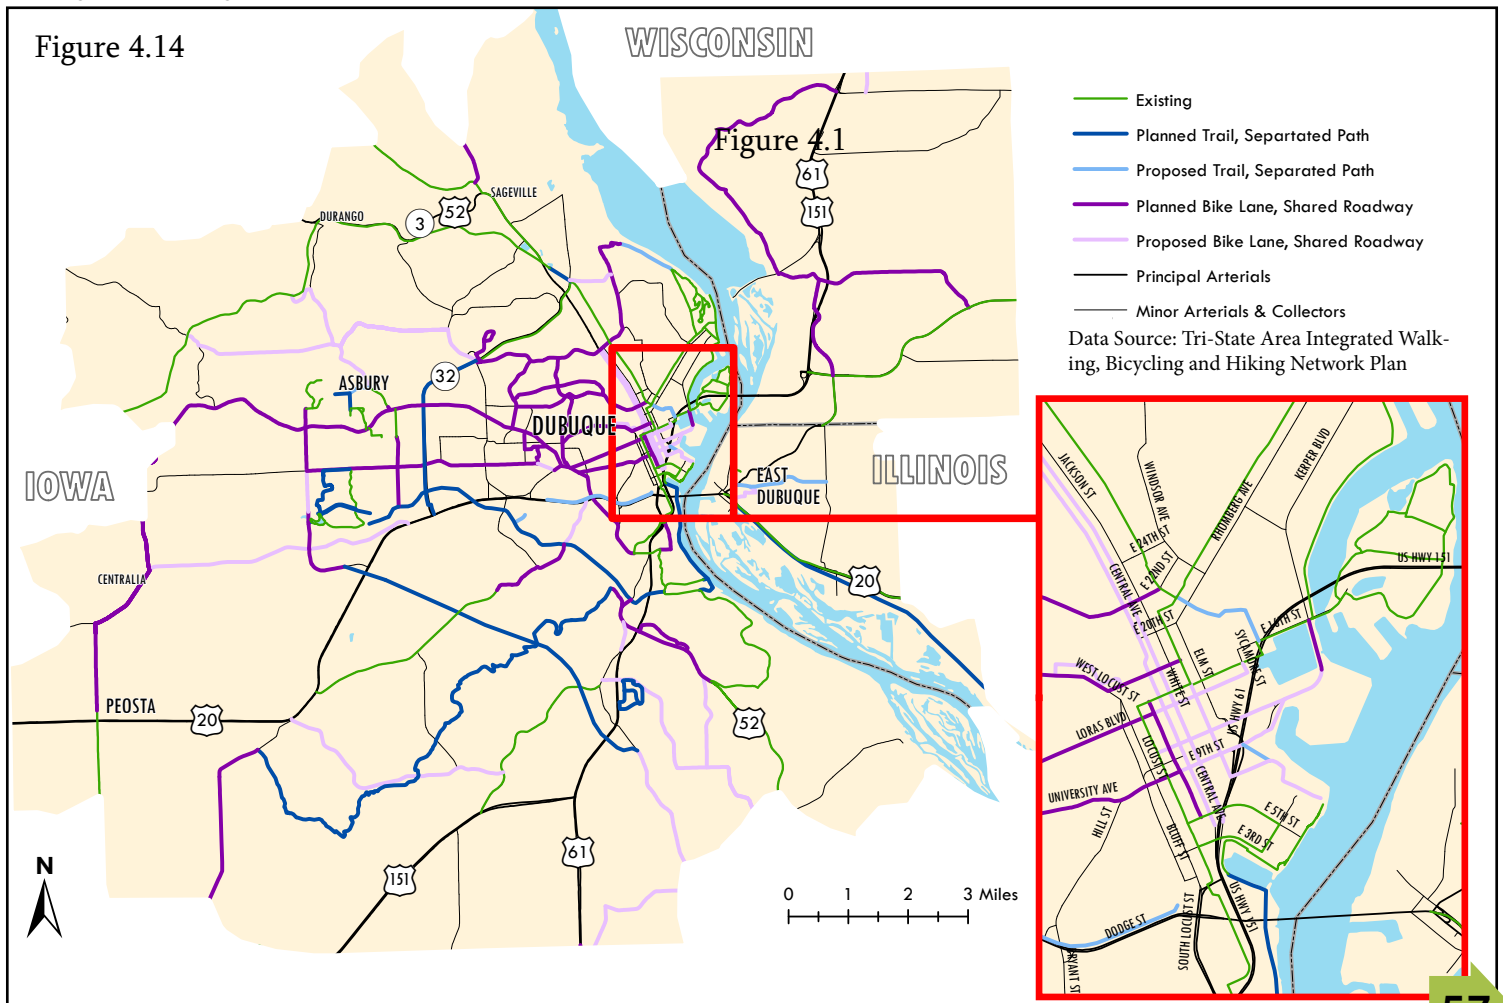 Figure 4.14
WISCONSIN
Figure 4.1
61
151
Existing
Planned Trail, Separtated Path
Proposed Trail, Separated Path
Planned Bike Lane, Shared Roadway
Proposed Bike Lane, Shared Roadway
Principal Arterials
Minor Arterials & Collectors
Data Source: Tri-State Area Integrated Walk-
ing, Bicycling and Hiking Network Plan
SAGEVILLE
DURANGO
3
52
32
ASBURY
DUBUQUE
IOWA
ILLINOIS
EAST
DUBUQUE
CENTRALIA
20
PEOSTA
20
52
61
151
N
0 1 2 3 Miles
JACKSON ST
WINDSOR AVE
KERPER BLVD
RHOMBERG AVE
E 24TH ST
E 22ND ST
US HWY 151
CENTRAL AVE
E 20TH ST
E 16TH ST
SYCAMORE ST
ELM ST
WEST LOCUST ST
WHITE ST
US HWY 61
LORAS BLVD
LOCUST ST
E 9TH ST
CENTRAL AVE
UNIVERSITY AVE
HILL ST
E 5TH ST
E 3RD ST
BLUFF ST
US HWY 151
SOUTH LOCUST ST
DODGE ST
BRYANT ST
57